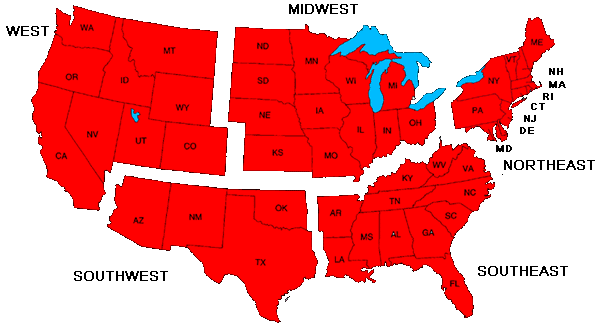 MIDWEST
WEST
WA
MT
ND
MN
ME
OR
ID
SD
WI
MI
VT
NY
NH
MA
RI
CT
NJ
DE
MD
WY
NE
IA
PA
NV
UT
CO
KS
IL
IN
OH
MO
CA
NORTHEAST
KY
WV
VA
AZ
NM
OK
AR
TN
NC
SC
MS
AL
GA
TX
LA
FL
SOUTHWEST
SOUTHEAST